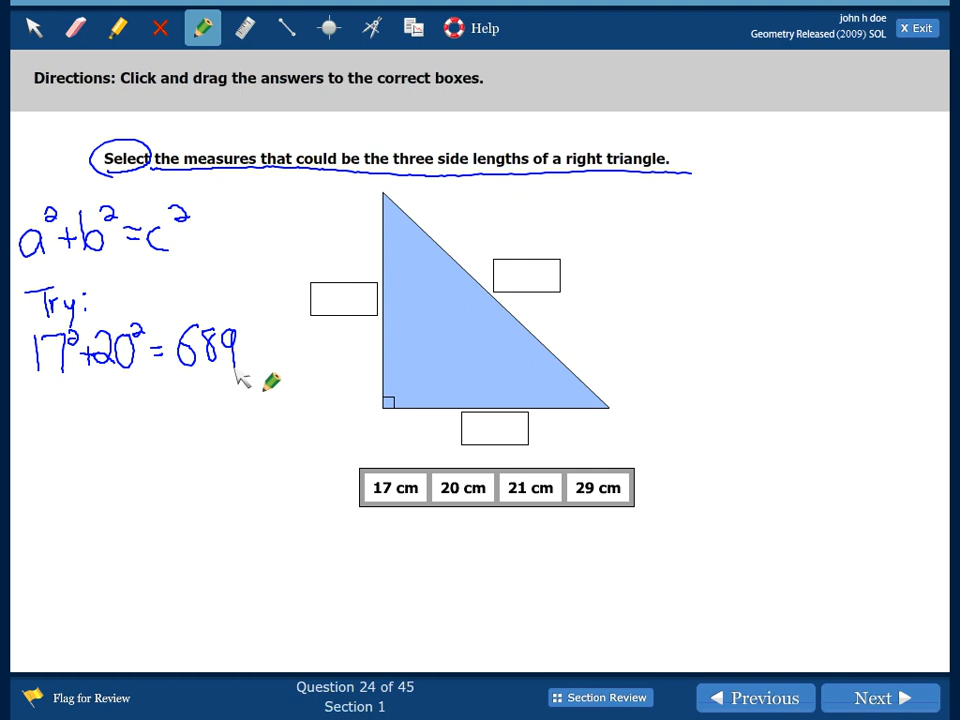 Help
john h doe
Geometry Released (2009) SOL
X Exit
Directions: Click and drag the answers to the correct boxes.
Select the measures that could be the three side lengths of a right triangle.
a² + b² = c²
Try:
17² + 20² = 689
17 cm
20 cm
21 cm
29 cm
Flag for Review
Question 24 of 45
Section 1
Section Review
Previous
Next